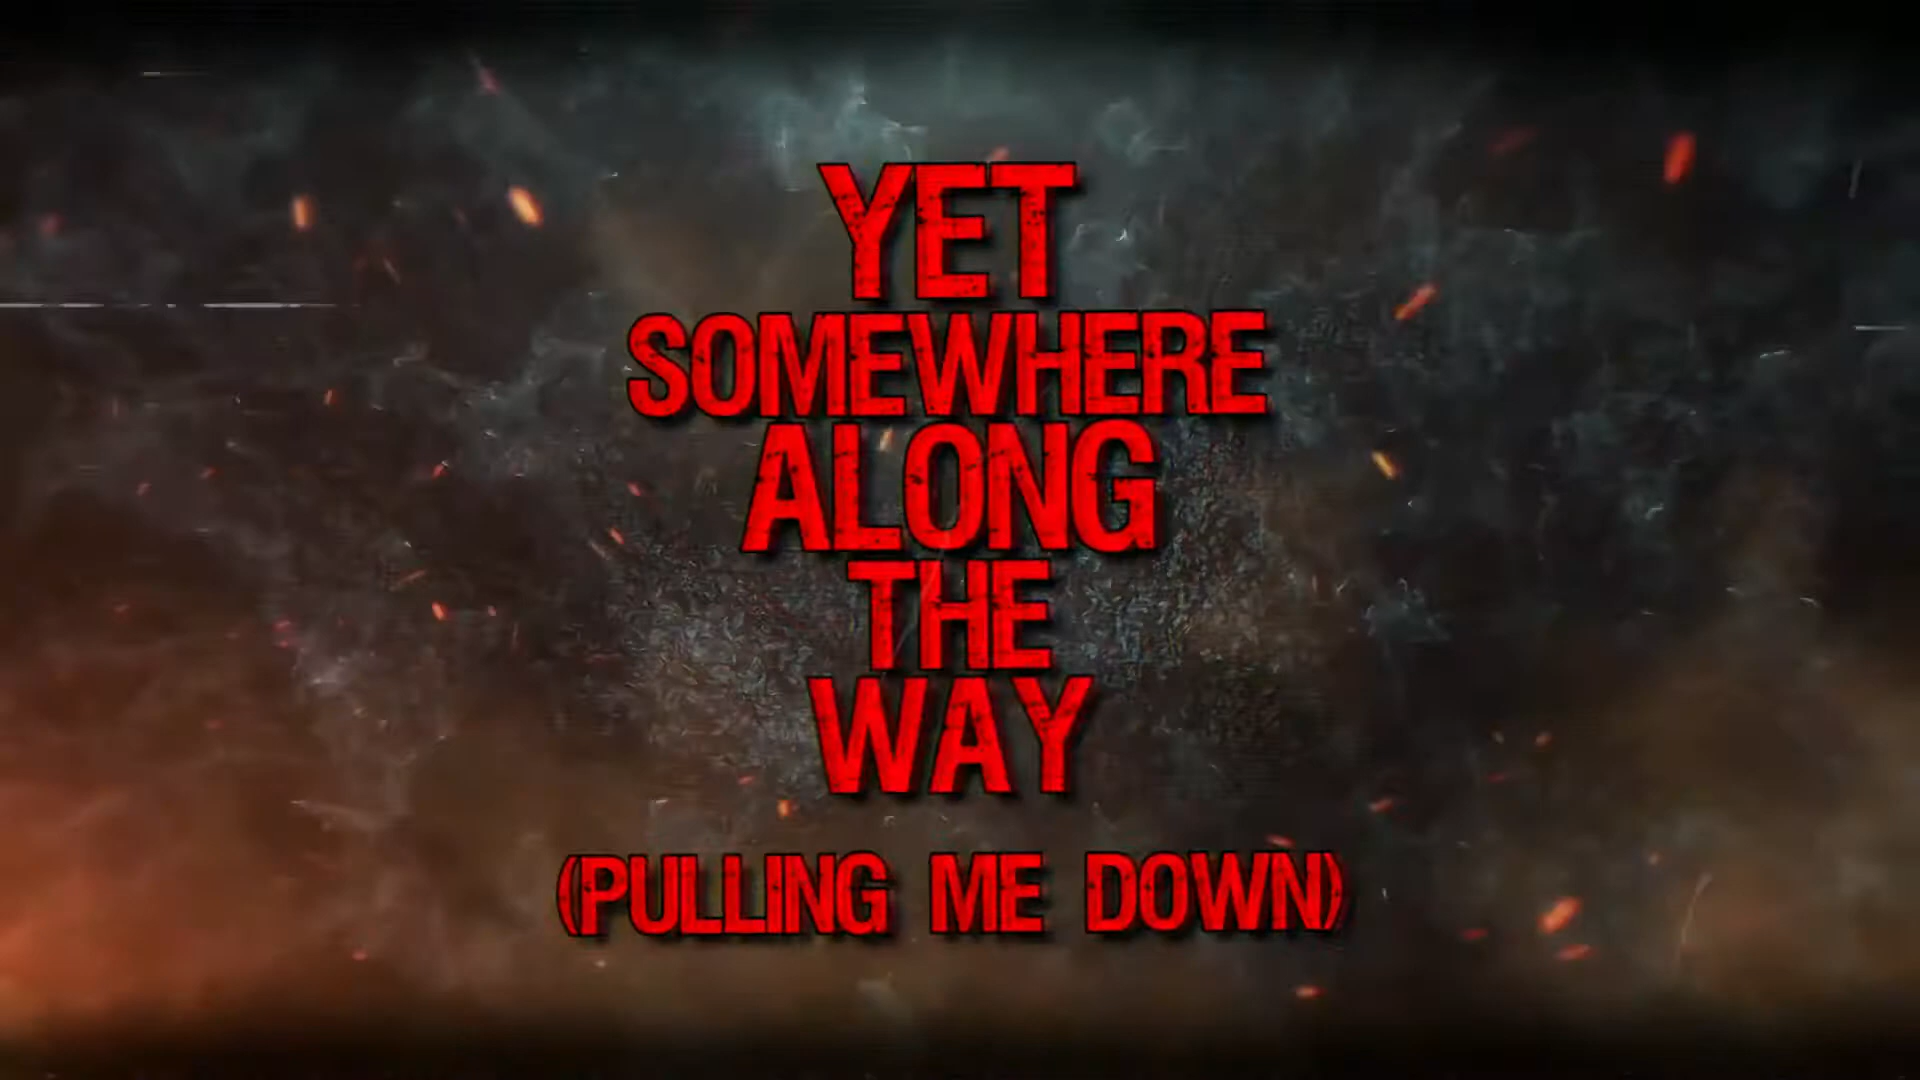 YET
SOMEWHERE
ALONG
THE
WAY
(PULLING ME DOWN)